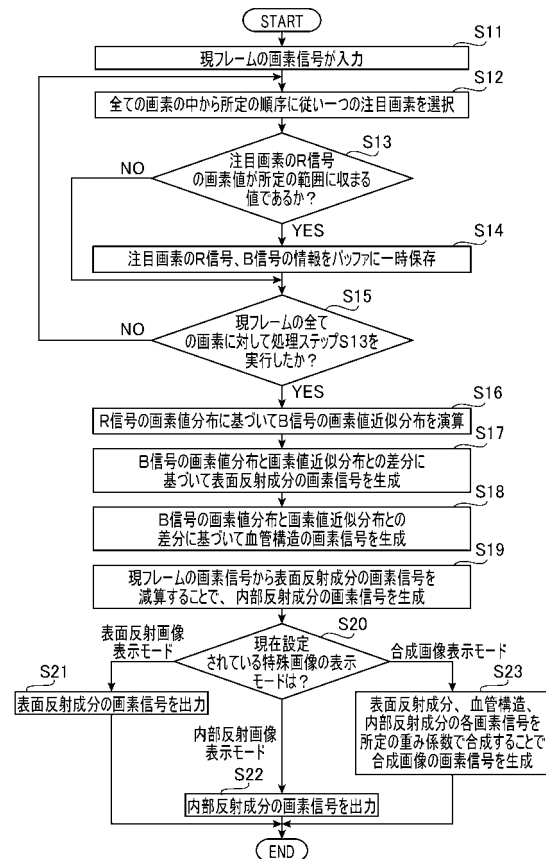 START
S11
現フレームの画素信号が入力
S12
全ての画素の中から所定の順序に従い一つの注目画素を選択
S13
注目画素のR信号
の画素値が所定の範囲に収まる
値であるか?
NO
YES
S14
注目画素のR信号、B信号の情報をバッファに一時保存
S15
現フレームの全て
の画素に対して処理ステップS13を
実行したか?
NO
YES
S16
R信号の画素値分布に基づいてB信号の画素値近似分布を演算
S17
B信号の画素値分布と画素値近似分布との差分に
基づいて表面反射成分の画素信号を生成
S18
B信号の画素値分布と画素値近似分布との
差分に基づいて血管構造の画素信号を生成
S19
現フレームの画素信号から表面反射成分の画素信号を
減算することで、内部反射成分の画素信号を生成
S20
現在設定
されている特殊画像の表示
モードは?
表面反射画像
表示モード
合成画像表示モード
S21
表面反射成分の画素信号を出力
内部反射画像
表示モード
S22
内部反射成分の画素信号を出力
S23
表面反射成分、血管構造、
内部反射成分の各画素信号を
所定の重み係数で合成することで
合成画像の画素信号を生成
END